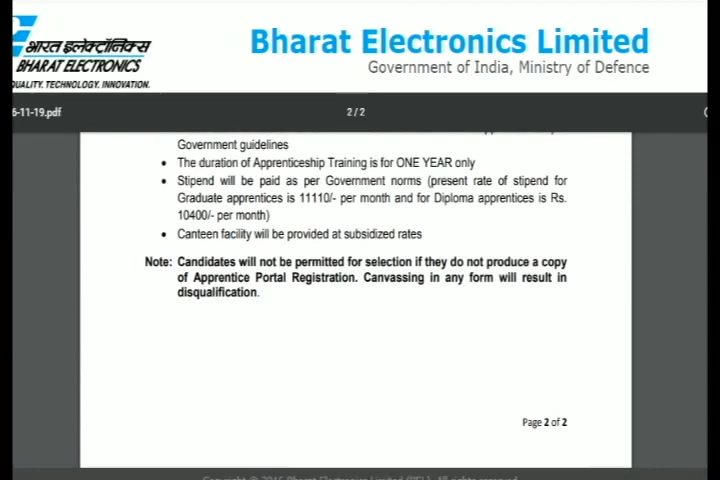 भारत इलेक्ट्रॉनिक्स
BHARAT ELECTRONICS
QUALITY. TECHNOLOGY. INNOVATION.
Bharat Electronics Limited
Government of India, Ministry of Defence
6-11-19.pdf
2 / 2
Government guidelines
• The duration of Apprenticeship Training is for ONE YEAR only
• Stipend will be paid as per Government norms (present rate of stipend for
Graduate apprentices is 11110/- per month and for Diploma apprentices is Rs.
10400/- per month)
• Canteen facility will be provided at subsidized rates
Note: Candidates will not be permitted for selection if they do not produce a copy
of Apprentice Portal Registration. Canvassing in any form will result in
disqualification.
Page 2 of 2